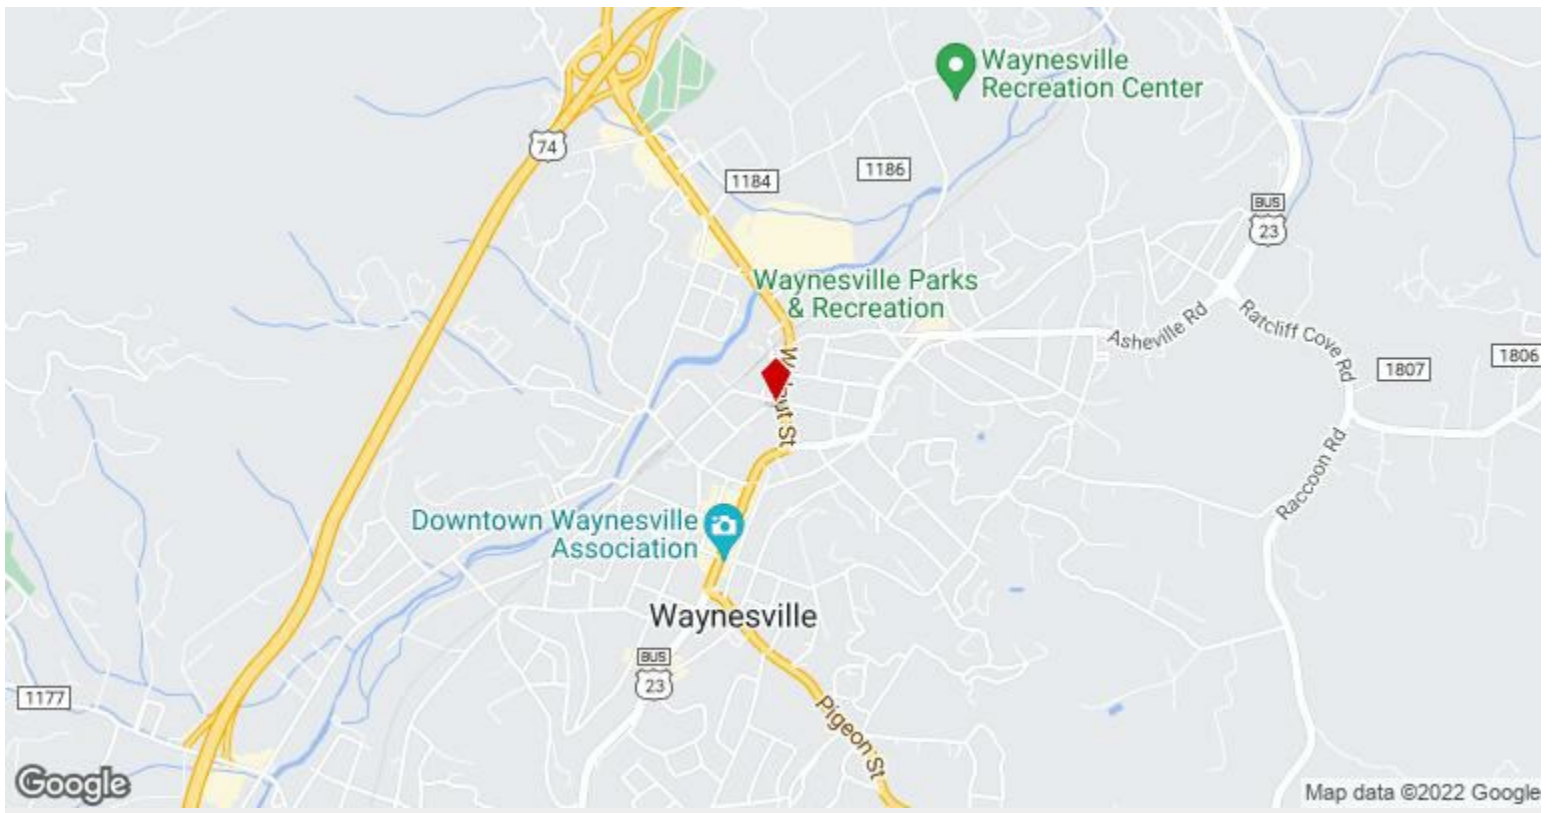 Waynesville
Recreation Center
74
1184
1186
BUS
23
Waynesville Parks
& Recreation
Asheville Rd
Ratcliff Cove Rd
1806
1807
St
Raccoon Rd
Downtown Waynesville
Association
Waynesville
BUS
23
1177
Pigeon St
Google
Map data ©2022 Google